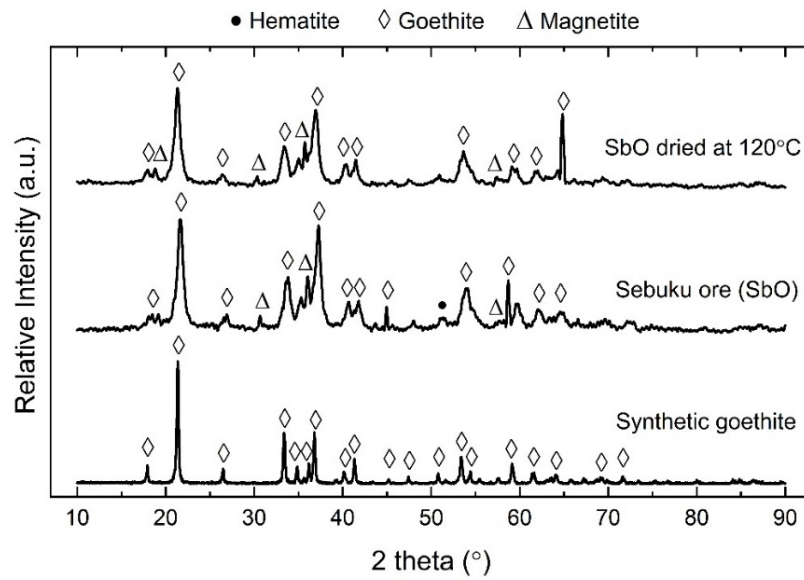 ● Hematite ◊ Goethite Δ Magnetite
Relative Intensity (a.u.)
SbO dried at 120°C
Sebuku ore (SbO)
Synthetic goethite
10 20 30 40 50 60 70 80 90
2 theta (°)